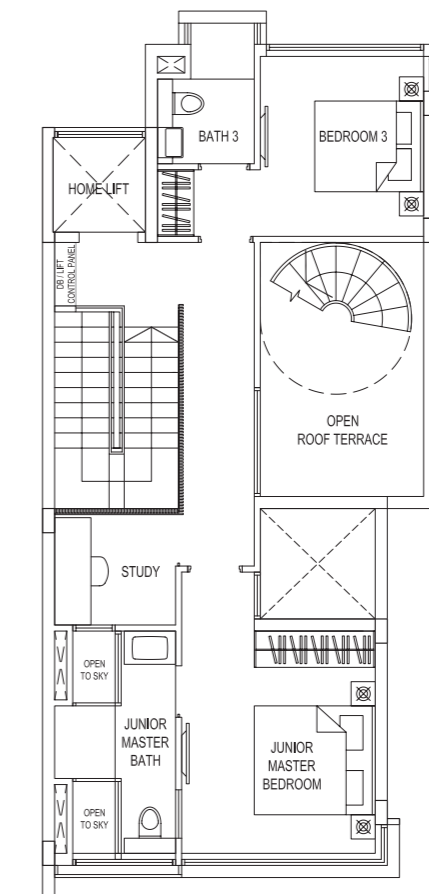 BATH 3
BEDROOM 3
HOME LIFT
DB / LIFT
CONTROL PANEL
OPEN
ROOF TERRACE
STUDY
OPEN
TO SKY
JUNIOR
MASTER
BATH
JUNIOR
MASTER
BEDROOM
OPEN
TO SKY